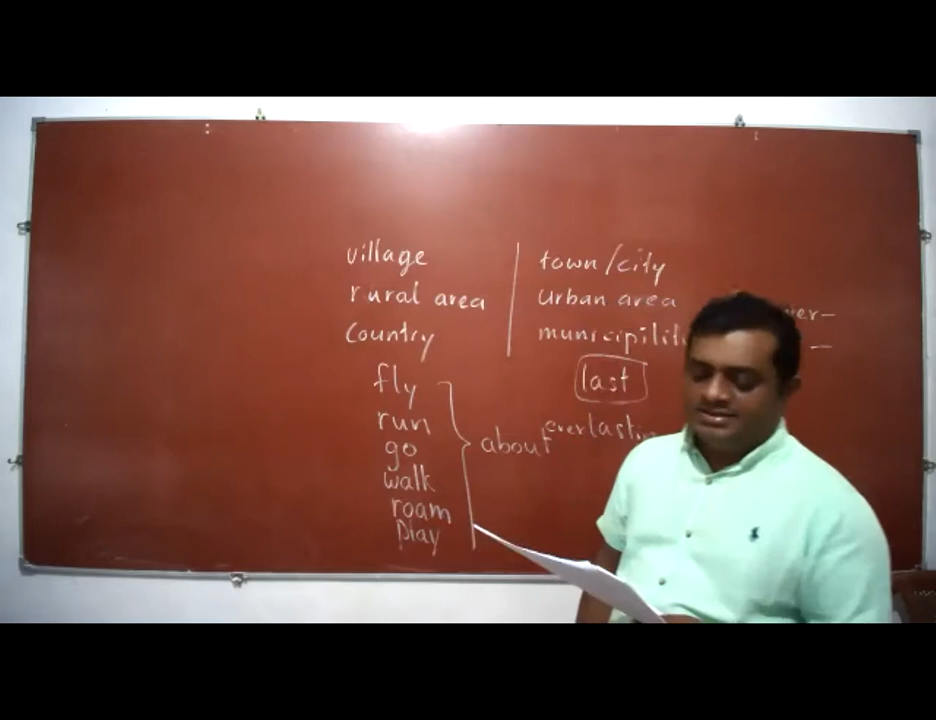 village | town/city
rural area | urban area
Country
fly
last
run
go
about
walk
roam
play